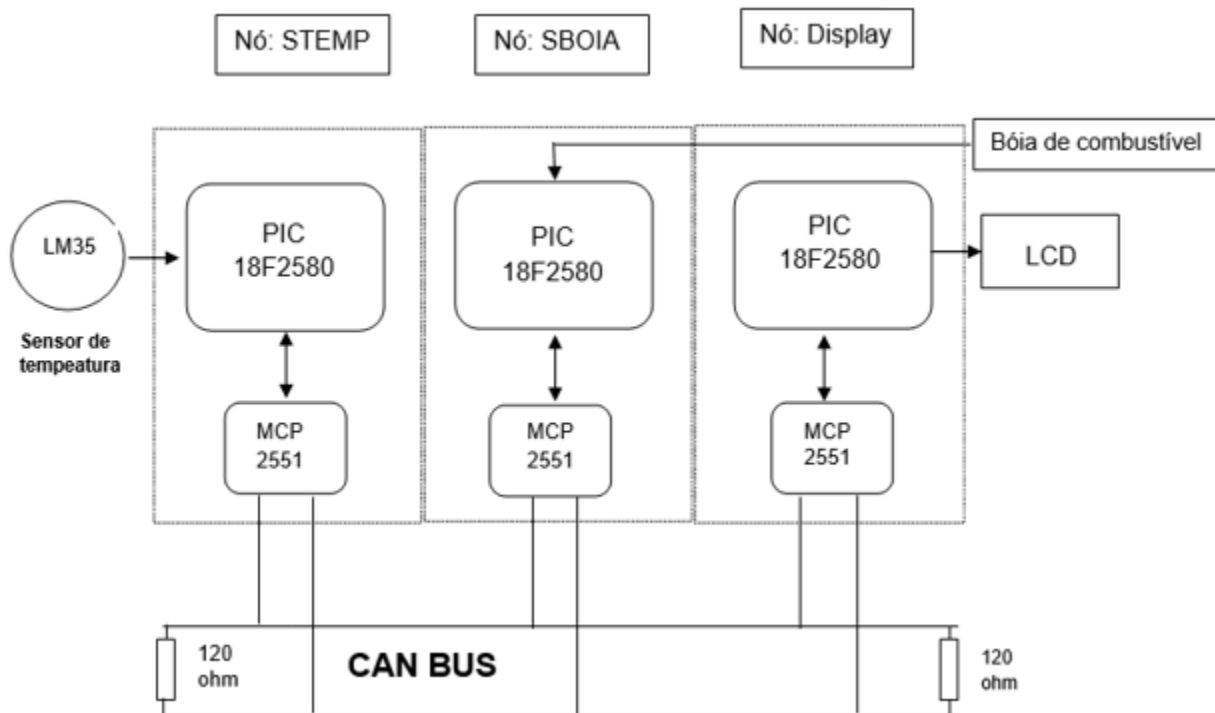 Nó: STEMP
Nó: SBOIA
Nó: Display
Bóia de combustível
LM35
PIC
18F2580
PIC
18F2580
PIC
18F2580
LCD
Sensor de
tempeatura
MCP
2551
MCP
2551
MCP
2551
120
ohm
CAN BUS
120
ohm